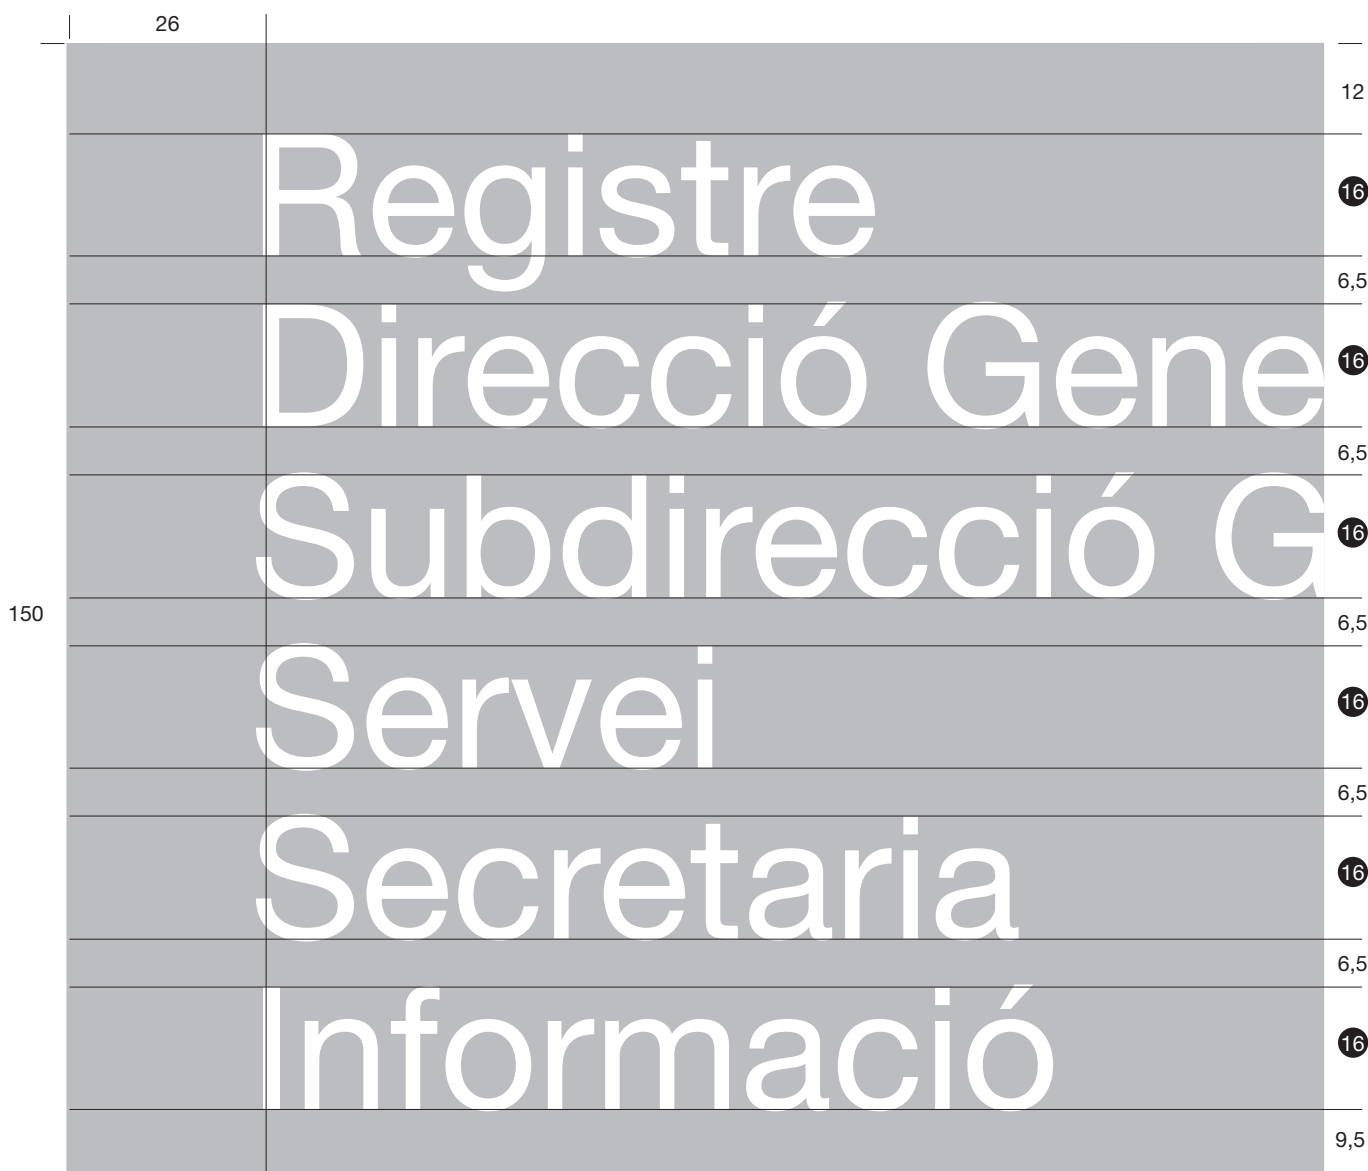 26
12
Registre
16
6,5
Direcció Gene
16
6,5
Subdirecció G
16
150
6,5
Servei
16
6,5
Secretaria
16
6,5
Informació
16
9,5